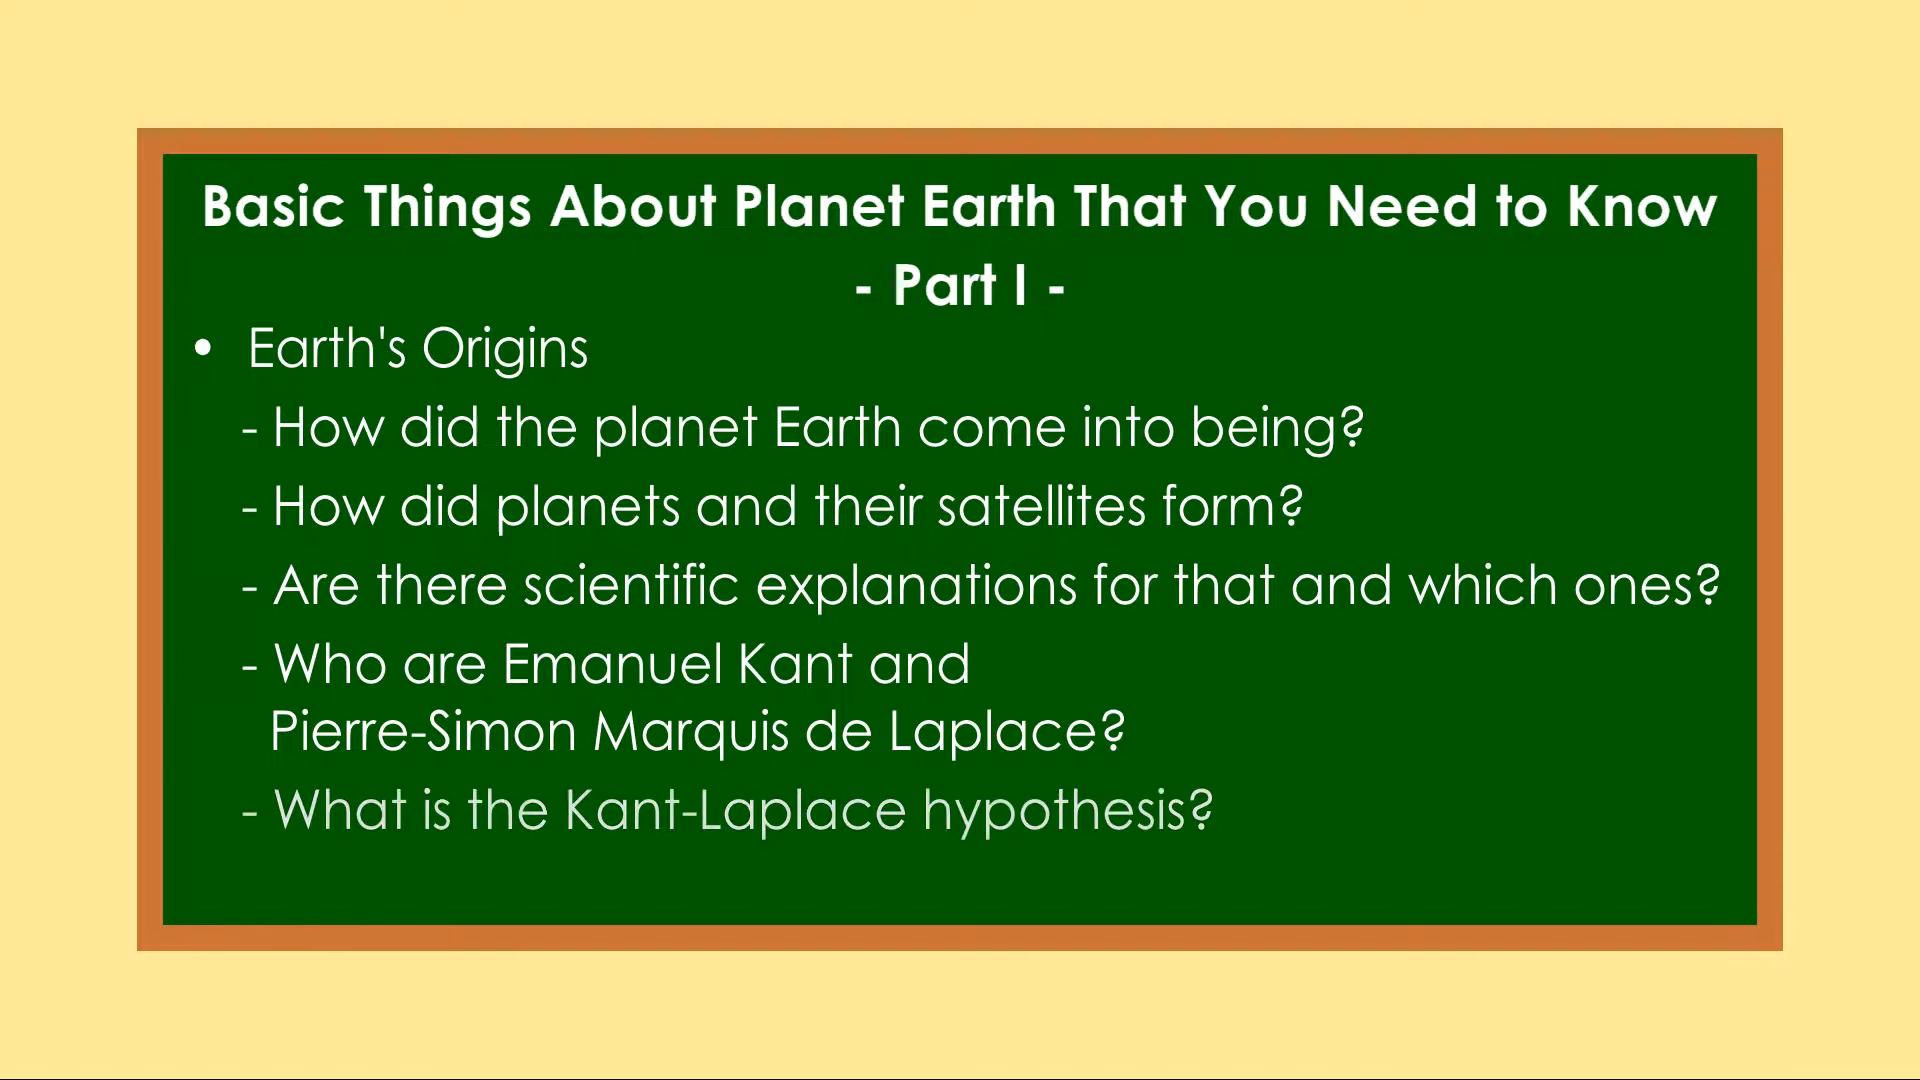 Basic Things About Planet Earth That You Need to Know
- Part I -
• Earth's Origins
- How did the planet Earth come into being?
- How did planets and their satellites form?
- Are there scientific explanations for that and which ones?
- Who are Emanuel Kant and
Pierre-Simon Marquis de Laplace?
- What is the Kant-Laplace hypothesis?